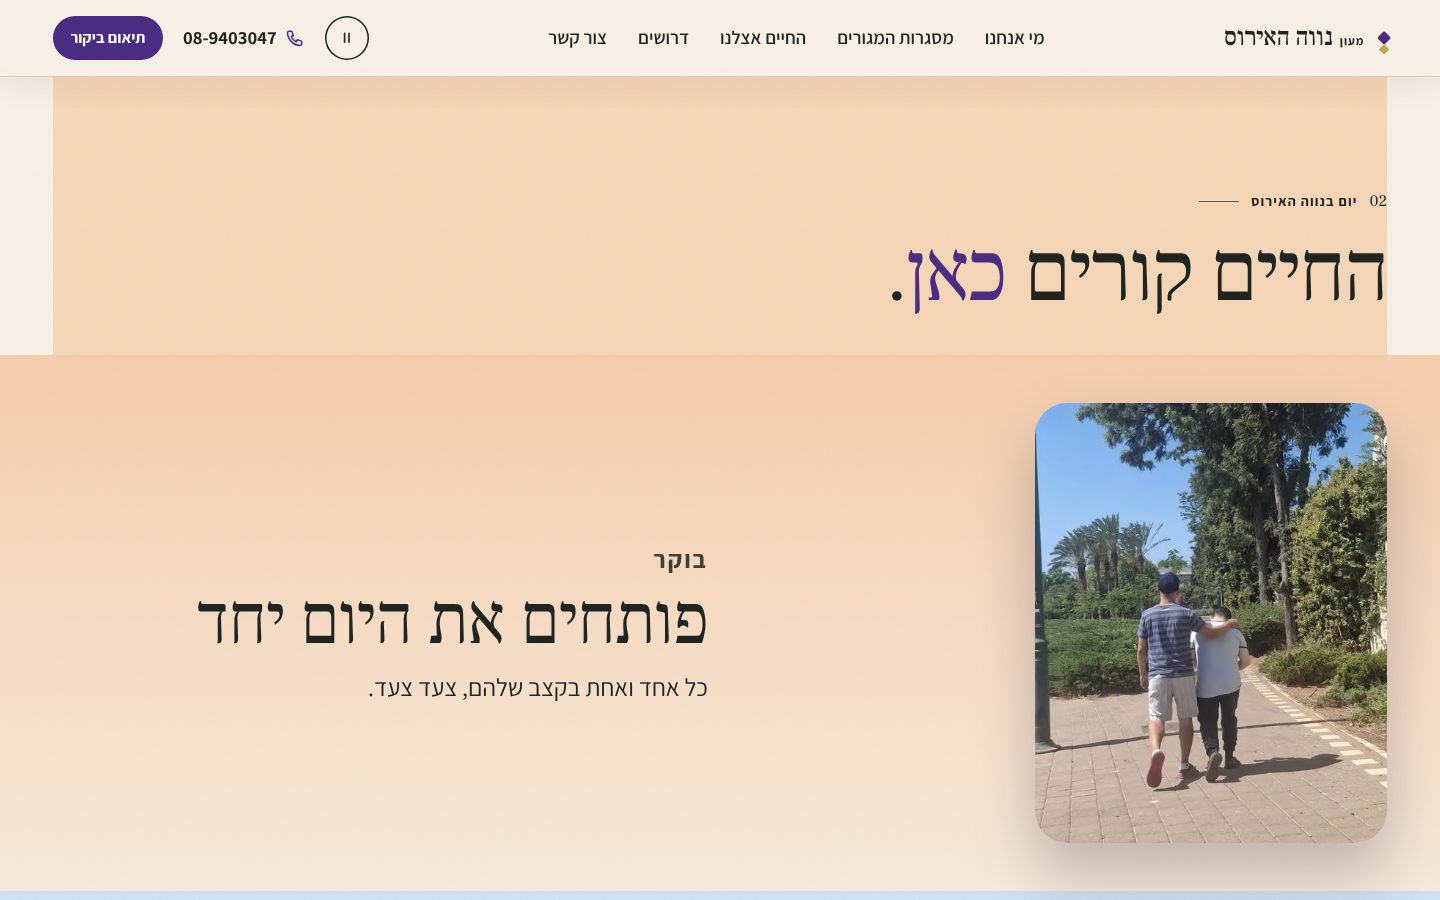 מעון נווה האירוס
מי אנחנו
מסגרות המגורים
החיים אצלנו
דרושים
צור קשר
08-9403047
תיאום ביקור
02 יום בנווה האירוס
החיים קורים כאן.
בוקר
פותחים את היום יחד
כל אחד ואחת בקצב שלהם, צעד צעד.